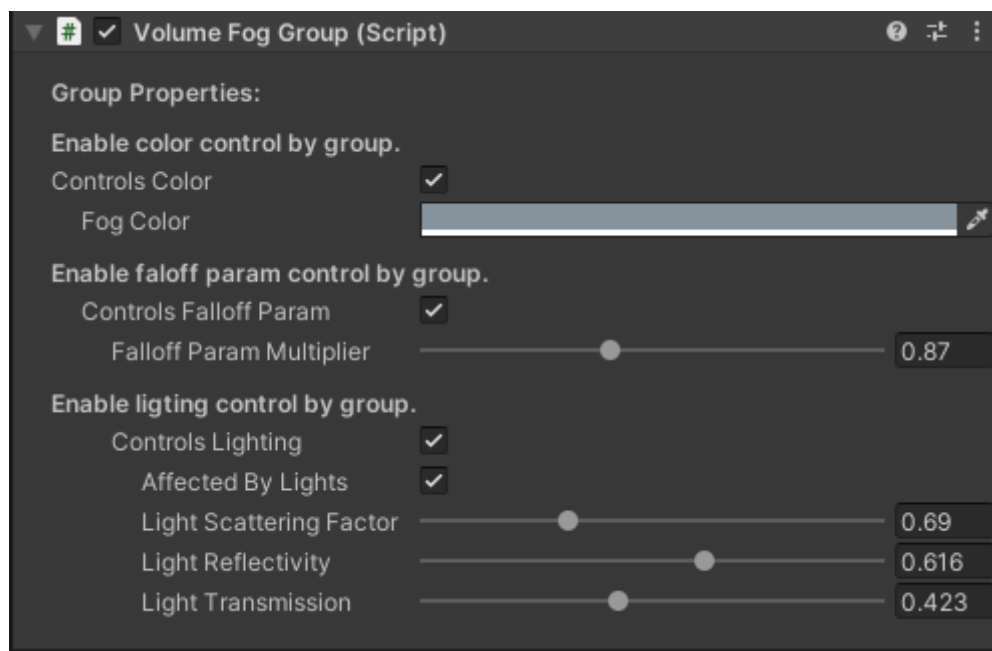 # Volume Fog Group (Script)
Group Properties:
Enable color control by group.
Controls Color
Fog Color
Enable faloff param control by group.
Controls Falloff Param
Falloff Param Multiplier 0.87
Enable ligting control by group.
Controls Lighting
Affected By Lights
Light Scattering Factor 0.69
Light Reflectivity 0.616
Light Transmission 0.423